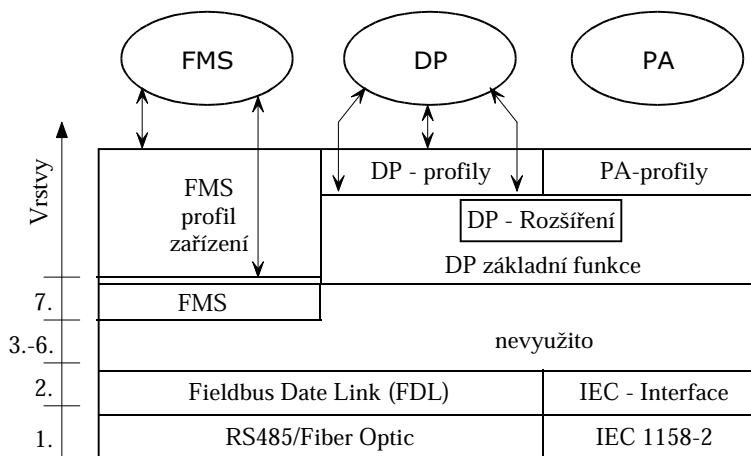 FMS
DP
PA
Vrstvy
FMS
profil
zařízení
DP - profily
PA-profily
DP - Rozšíření
DP základní funkce
7.
FMS
3.-6.
nevyužito
2.
Fieldbus Date Link (FDL)
IEC - Interface
1.
RS485/Fiber Optic
IEC 1158-2